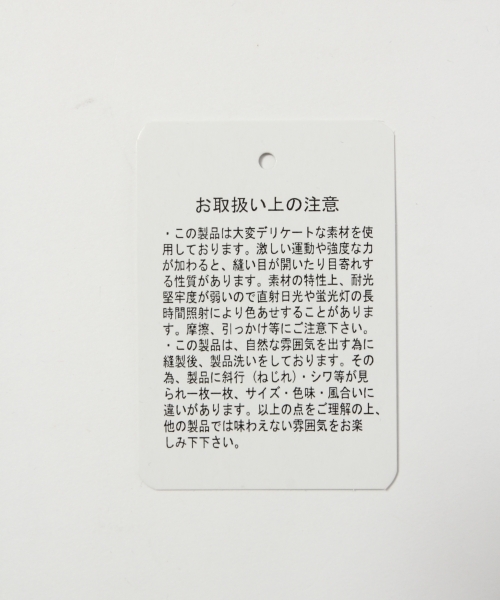 お取扱い上の注意
・この製品は大変デリケートな素材を使
用しております。激しい運動や強度な力
が加わると、縫い目が開いたり目寄れす
る性質があります。素材の特性上、耐光
堅牢度が弱いので直射日光や蛍光灯の長
時間照射により色あせすることがありま
す。摩擦、引っかけ等にご注意下さい。
・この製品は、自然な雰囲気を出す為に
縫製後、製品洗いをしております。その
為、製品に斜行（ねじれ）・シワ等が見
られ一枚一枚、サイズ・色味・風合いに
違いがあります。以上の点をご理解の上、
他の製品では味わえない雰囲気をお楽
しみ下下さい。